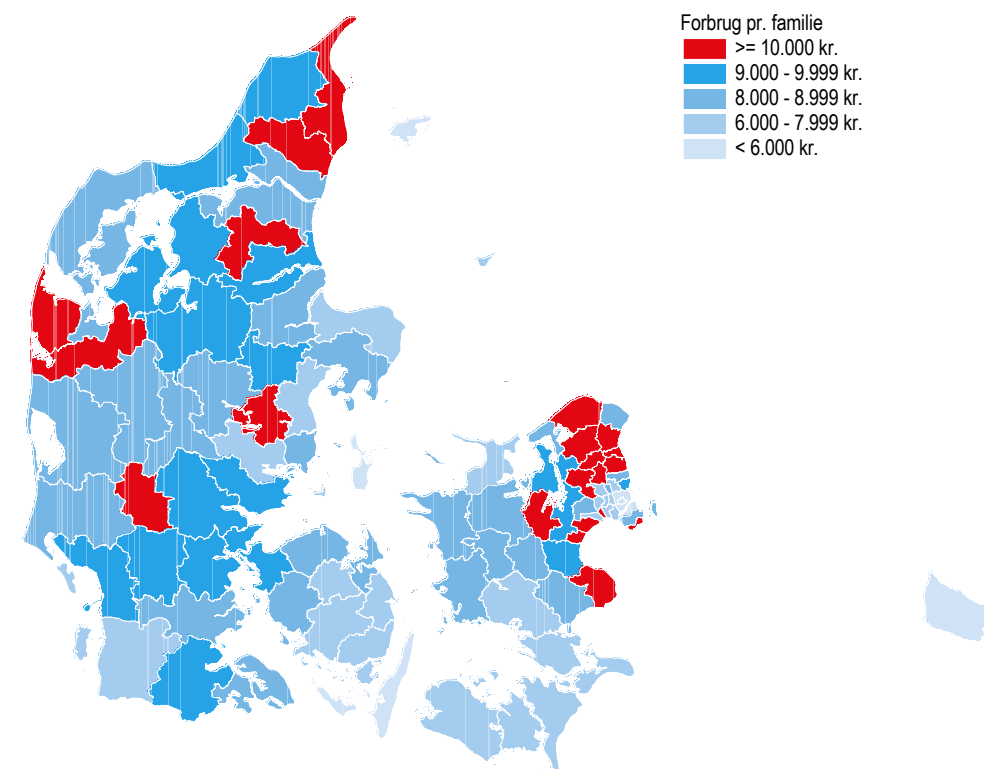 Forbrug pr. familie
>= 10.000 kr.
9.000 - 9.999 kr.
8.000 - 8.999 kr.
6.000 - 7.999 kr.
< 6.000 kr.